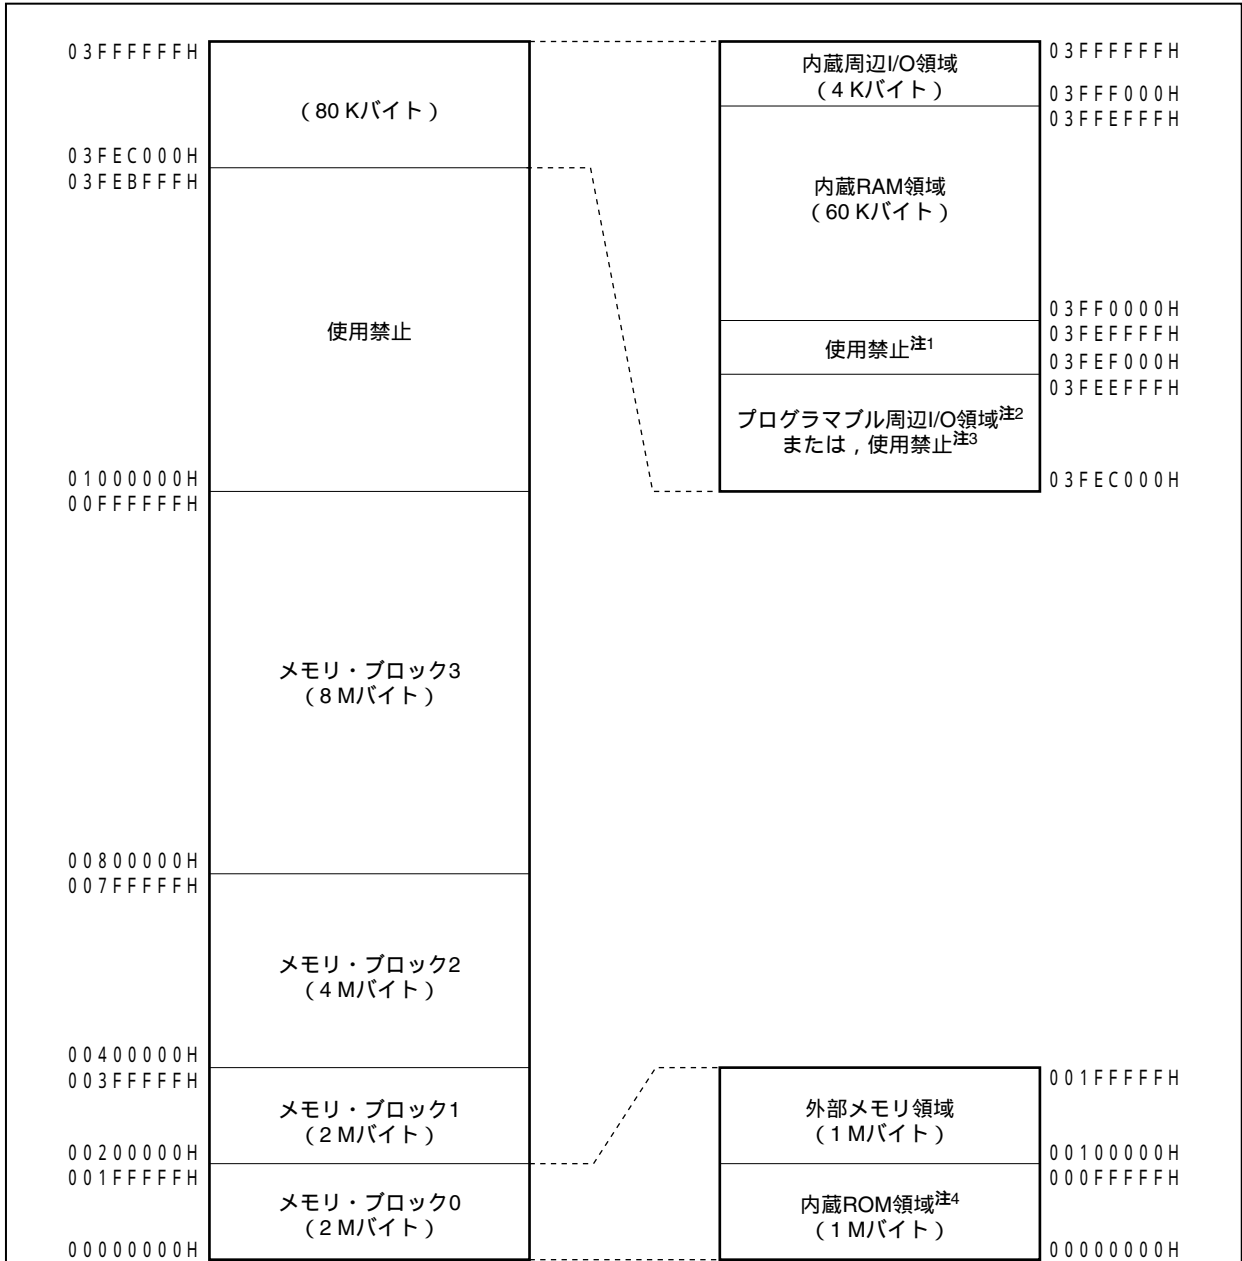 03FFFFFFH
(80 Kバイト)
03FEC000H
03FEBFFFH
使用禁止
01000000H
00FFFFFFH
メモリ・ブロック3
(8 Mバイト)
00800000H
007FFFFFH
メモリ・ブロック2
(4 Mバイト)
00400000H
003FFFFFH
メモリ・ブロック1
(2 Mバイト)
00200000H
001FFFFFH
メモリ・ブロック0
(2 Mバイト)
00000000H
内蔵周辺I/O領域
(4 Kバイト)
03FFFFFFH
03FFF000H
03FFEFFFH
内蔵RAM領域
(60 Kバイト)
03FF0000H
03FEFFFFH
使用禁止注1
03FEF000H
03FEEFFFH
プログラマブル周辺I/O領域注2
または,使用禁止注3
03FEC000H
001FFFFFH
外部メモリ領域
(1 Mバイト)
00100000H
000FFFFFH
内蔵ROM領域注4
(1 Mバイト)
00000000H